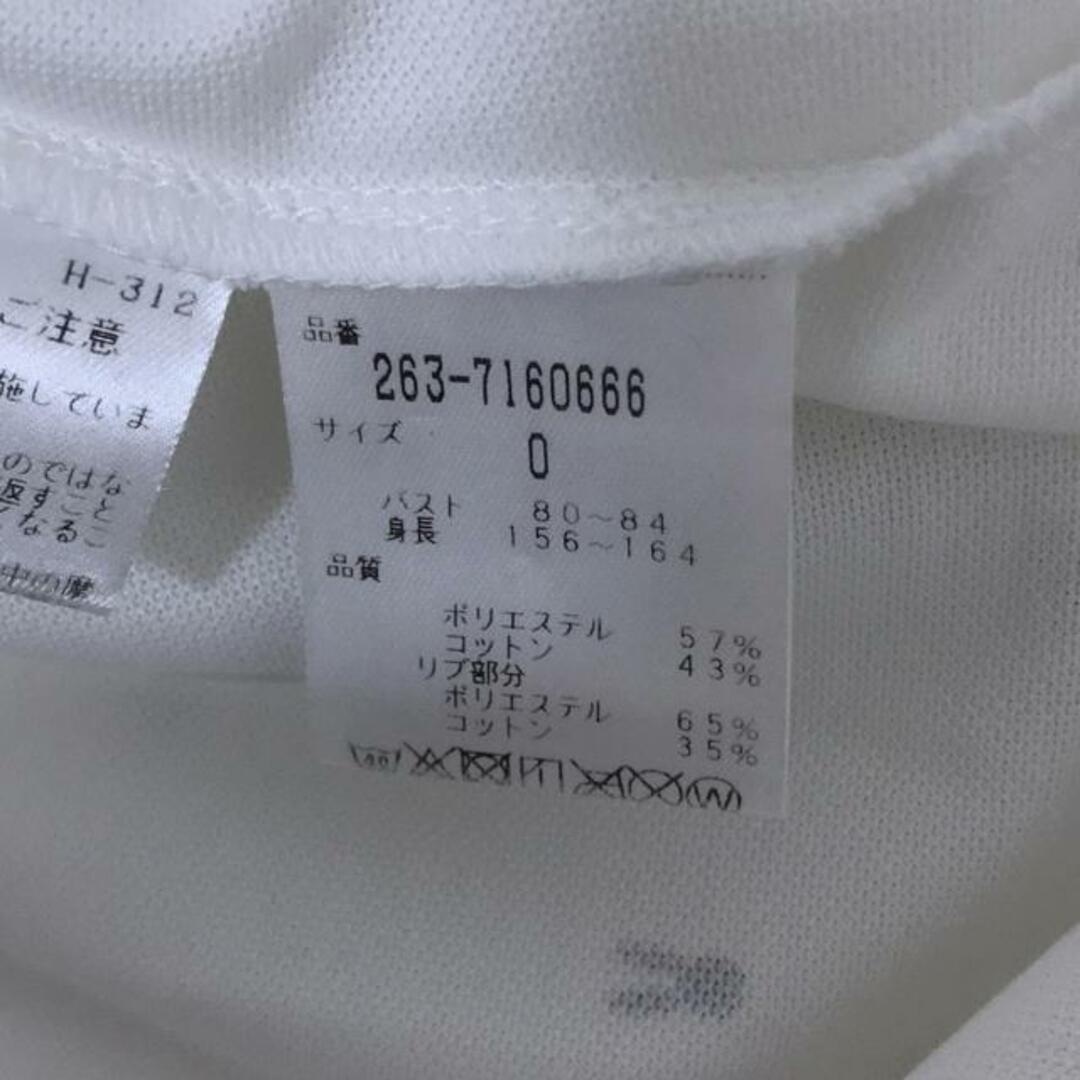 H-312
ご注意
施していま
のではな
返すこと
なるこ
中の摩
品番
263-7160666
サイズ
0
バスト 80~84
身長 156~164
品質
ポリエステル 57%
コットン 43%
リブ部分
ポリエステル 65%
コットン 35%